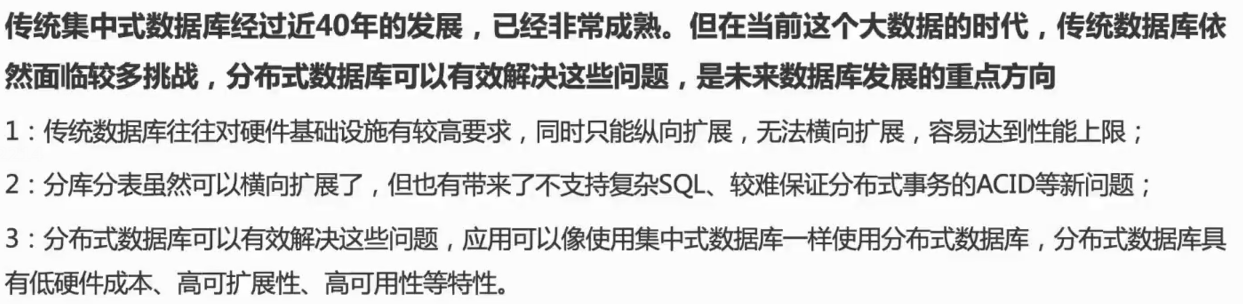 传统集中式数据库经过近40年的发展，已经非常成熟。但在当前这个大数据的时代，传统数据库依
然面临较多挑战，分布式数据库可以有效解决这些问题，是未来数据库发展的重点方向
1：传统数据库往往对硬件基础设施有较高要求，同时只能纵向扩展，无法横向扩展，容易达到性能上限；
2：分库分表虽然可以横向扩展了，但也有带来了不支持复杂SQL、较难保证分布式事务的ACID等新问题；
3：分布式数据库可以有效解决这些问题，应用可以像使用集中式数据库一样使用分布式数据库，分布式数据库具
有低硬件成本、高可扩展性、高可用性等特性。